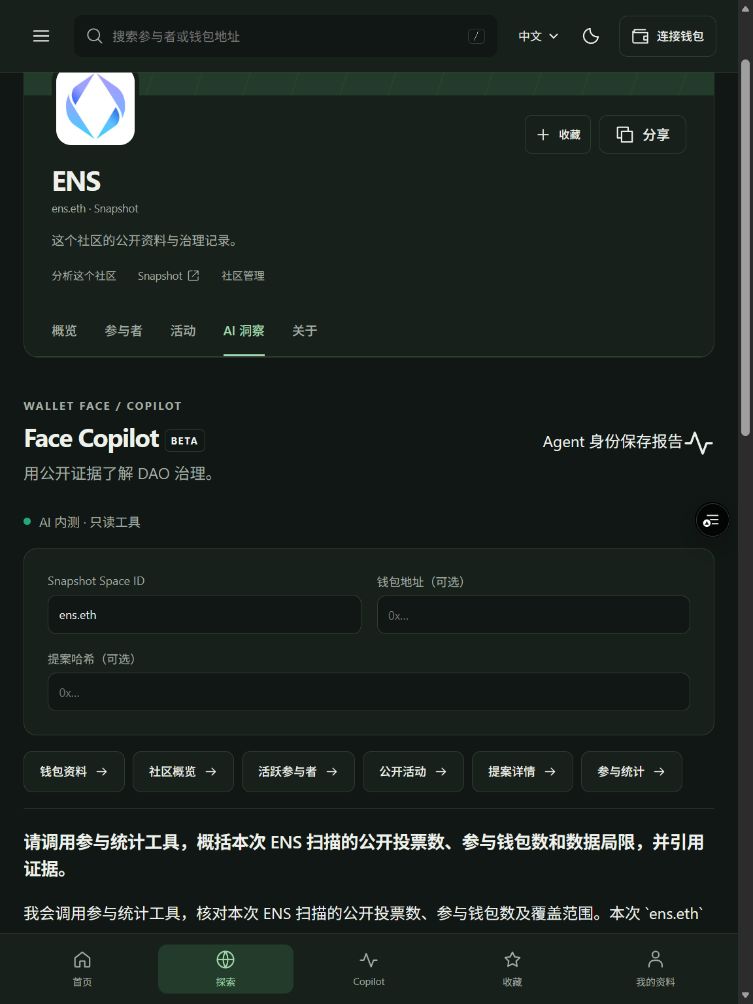 搜索参与者或钱包地址
/
中文
连接钱包
收藏
分享
ENS
ens.eth · Snapshot
这个社区的公开资料与治理记录。
分析这个社区
Snapshot
社区管理
概览
参与者
活动
AI 洞察
关于
WALLET FACE / COPILOT
Face Copilot BETA
Agent 身份保存报告
用公开证据了解 DAO 治理。
AI 内测 · 只读工具
Snapshot Space ID
钱包地址（可选）
ens.eth
0x...
提案哈希（可选）
0x...
钱包资料 →
社区概览 →
活跃参与者 →
公开活动 →
提案详情 →
参与统计 →
请调用参与统计工具，概括本次 ENS 扫描的公开投票数、参与钱包数和数据局限，并引用
证据。
我会调用参与统计工具，核对本次 ENS 扫描的公开投票数、参与钱包数及覆盖范围。本次 `ens.eth`
首页
探索
Copilot
收藏
我的资料